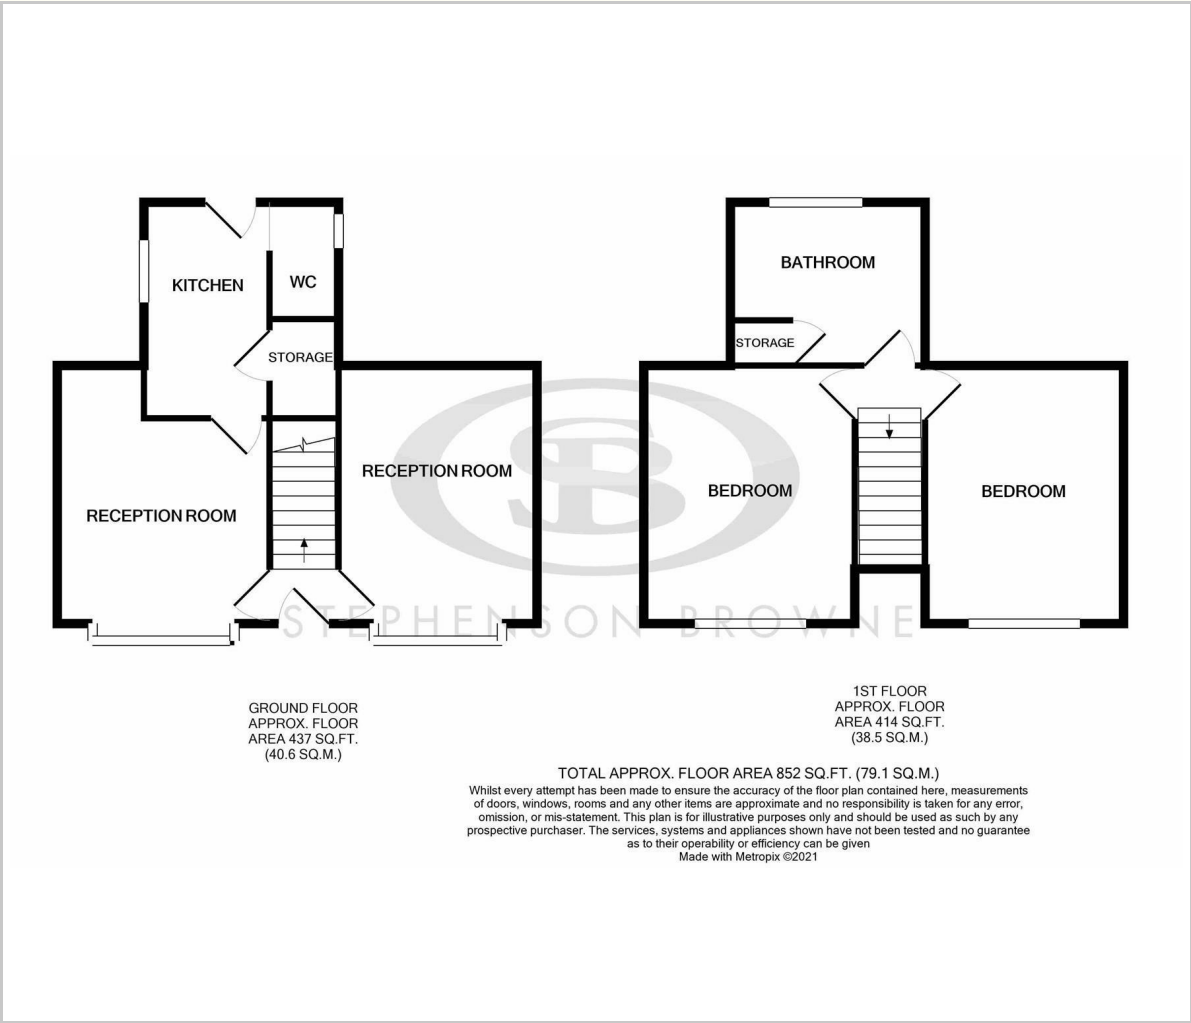 KITCHEN
WC
STORAGE
RECEPTION ROOM
RECEPTION ROOM
BATHROOM
STORAGE
BEDROOM
BEDROOM
SB
STEPHENSON BROWNE
GROUND FLOOR
APPROX. FLOOR
AREA 437 SQ.FT.
(40.6 SQ.M.)
1ST FLOOR
APPROX. FLOOR
AREA 414 SQ.FT.
(38.5 SQ.M.)
TOTAL APPROX. FLOOR AREA 852 SQ.FT. (79.1 SQ.M.)
Whilst every attempt has been made to ensure the accuracy of the floor plan contained here, measurements
of doors, windows, rooms and any other items are approximate and no responsibility is taken for any error,
omission, or mis-statement. This plan is for illustrative purposes only and should be used as such by any
prospective purchaser. The services, systems and appliances shown have not been tested and no guarantee
as to their operability or efficiency can be given
Made with Metropix ©2021